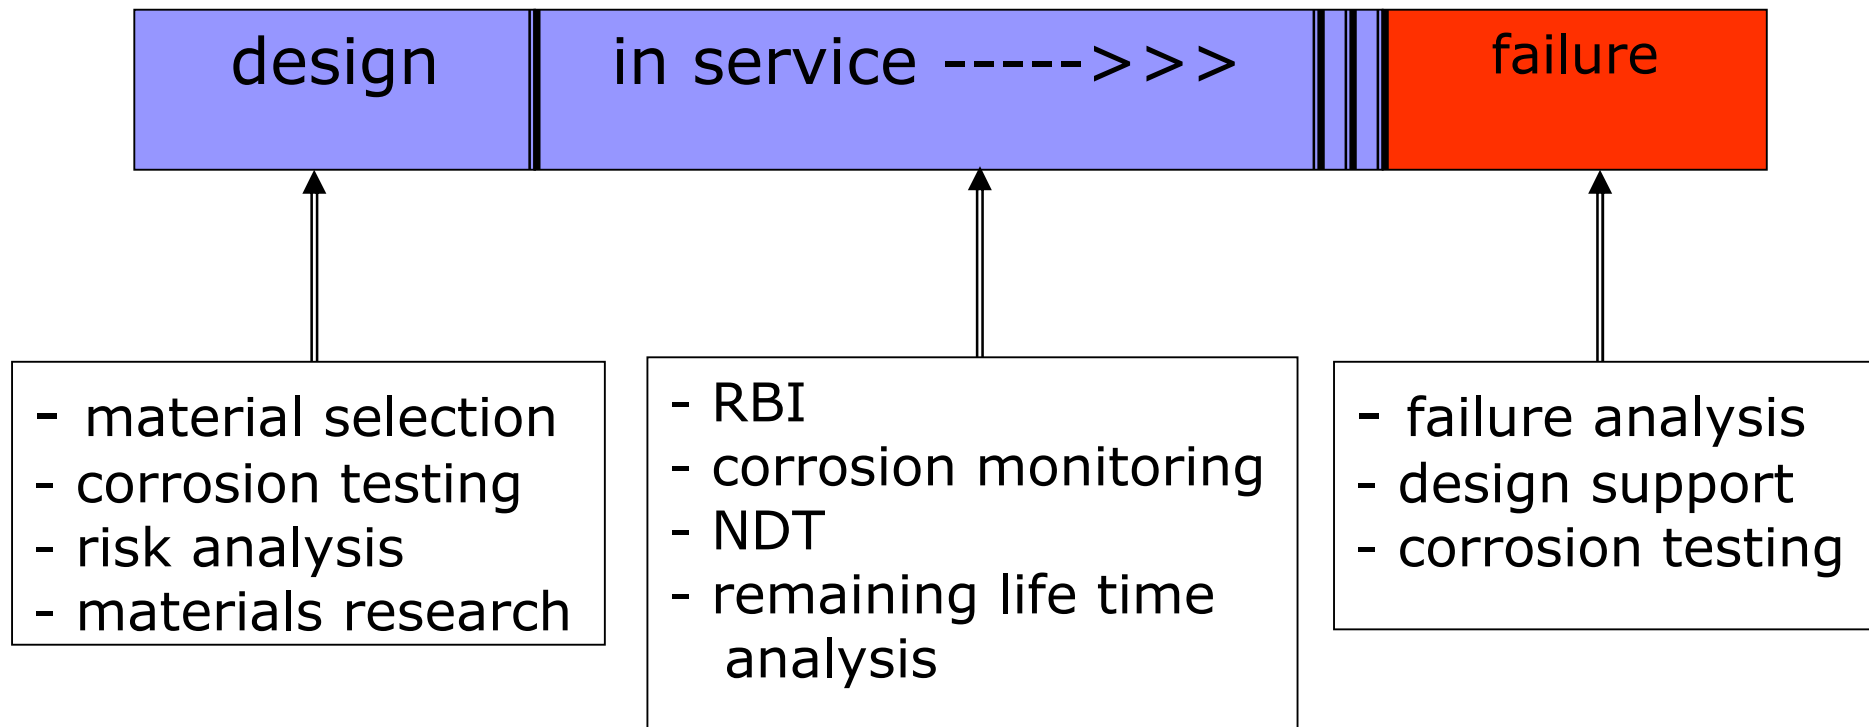 design
in service ----->>>
failure
- material selection
- corrosion testing
- risk analysis
- materials research
- RBI
- corrosion monitoring
- NDT
- remaining life time
analysis
- failure analysis
- design support
- corrosion testing